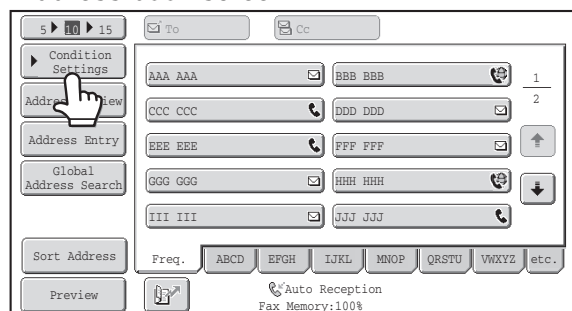 5 10 15
To
Cc
Condition
Settings
AAA AAA
BBB BBB
1
2
CCC CCC
DDD DDD
Address Entry
EEE EEE
FFF FFF
Global
Address Search
GGG GGG
HHH HHH
III III
JJJ JJJ
Sort Address
Freq.
ABCD
EFGH
IJKL
MNOP
QRSTU
VWXYZ
etc.
Preview
Auto Reception
Fax Memory:100%